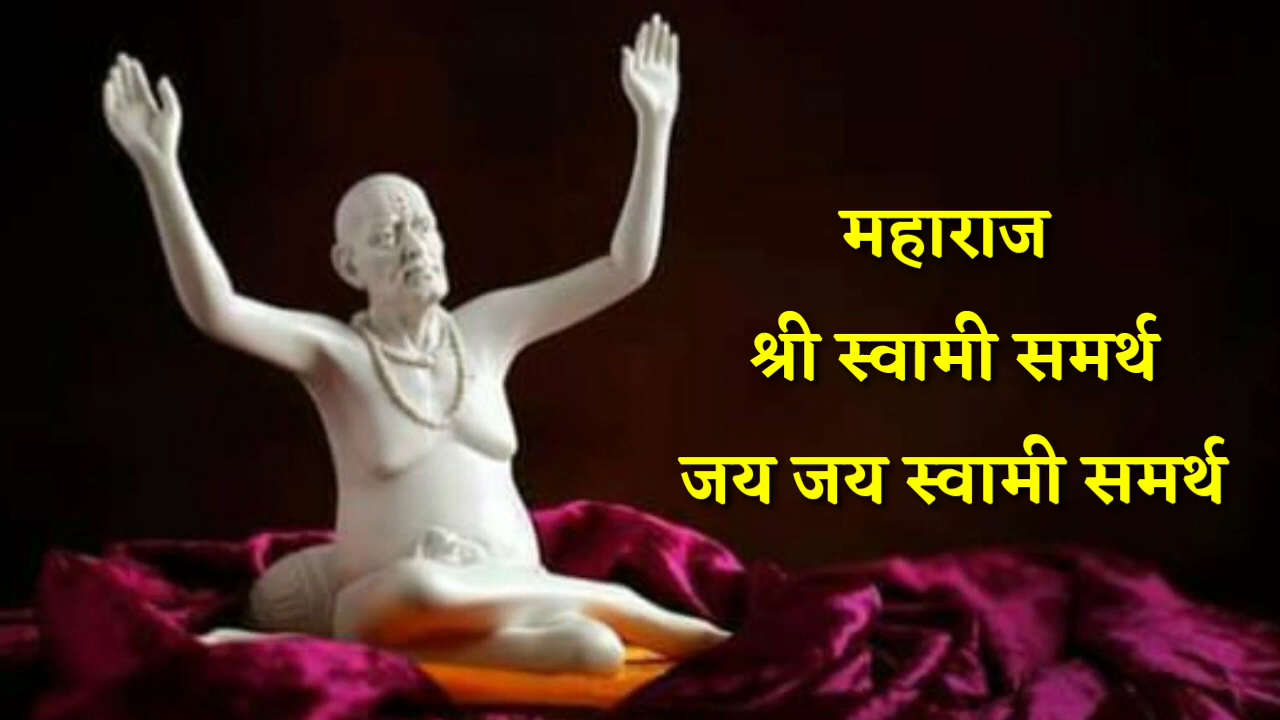 महाराज
श्री स्वामी समर्थ
जय जय स्वामी समर्थ